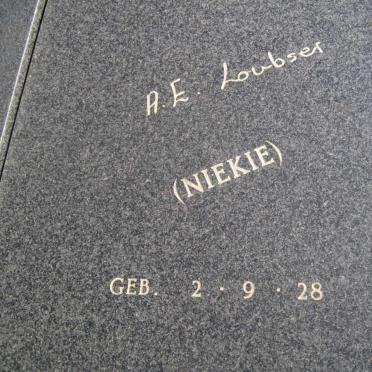 A.E. Loubser
(NIEKIE)
GEB. 2 · 9 · 28